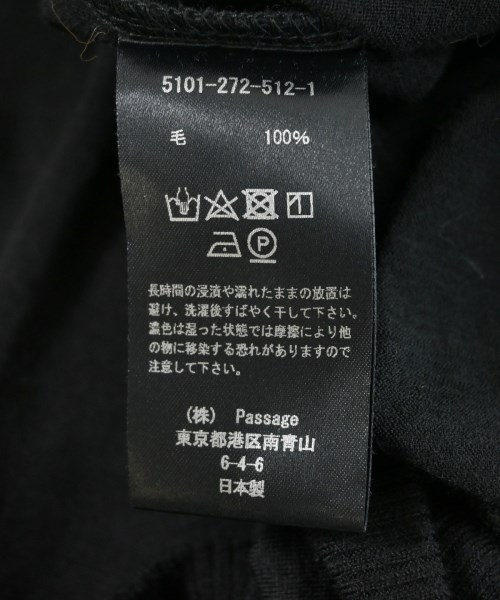 5101-272-512-1
毛 100%
P
長時間の浸漬や濡れたままの放置は
避け、洗濯後すばやく干して下さい。
濃色は湿った状態では摩擦により他
の物に移染する恐れがありますので
注意して下さい。
(株) Passage
東京都港区南青山
6-4-6
日本製